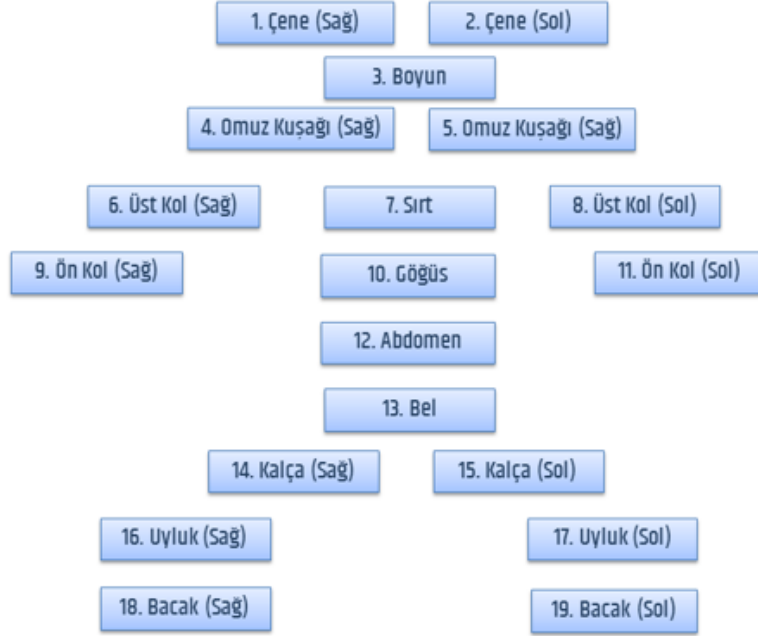 1. Çene (Sağ)
2. Çene (Sol)
3. Boyun
4. Omuz Kuşağı (Sağ)
5. Omuz Kuşağı (Sağ)
6. Üst Kol (Sağ)
7. Sırt
8. Üst Kol (Sol)
9. Ön Kol (Sağ)
10. Göğüs
11. Ön Kol (Sol)
12. Abdomen
13. Bel
14. Kalça (Sağ)
15. Kalça (Sol)
16. Uyluk (Sağ)
17. Uyluk (Sol)
18. Bacak (Sağ)
19. Bacak (Sol)